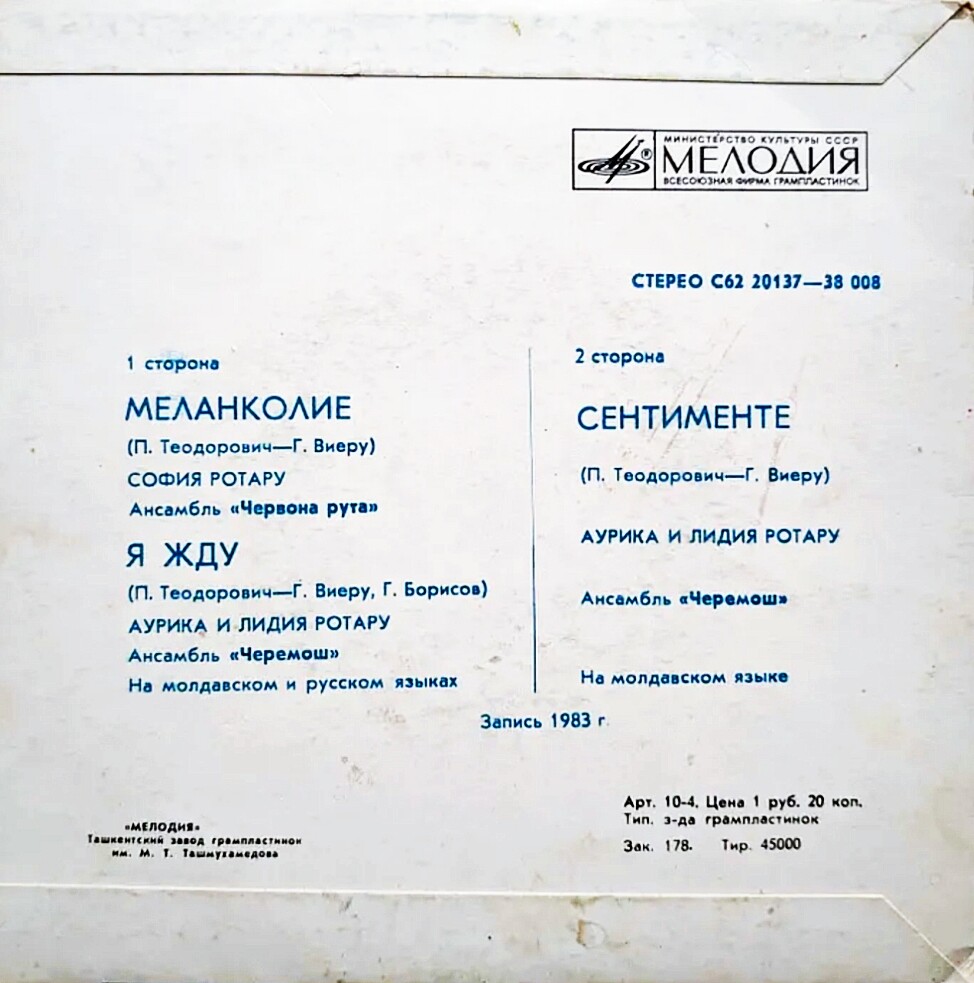 МИНИСТЕРСТВО КУЛЬТУРЫ СССР
МЕЛОДИЯ
ВСЕСОЮЗНАЯ ФИРМА ГРАМПЛАСТИНОК
СТЕРЕО С62 20137—38 008
1 сторона
МЕЛАНКОЛИЕ
(П. Теодорович—Г. Виеру)
СОФИЯ РОТАРУ
Ансамбль «Червона рута»
Я ЖДУ
(П. Теодорович—Г. Виеру, Г. Борисов)
АУРИКА И ЛИДИЯ РОТАРУ
Ансамбль «Черемош»
На молдавском и русском языках
2 сторона
СЕНТИМЕНТЕ
(П. Теодорович—Г. Виеру)
АУРИКА И ЛИДИЯ РОТАРУ
Ансамбль «Черемош»
На молдавском языке
Запись 1983 г.
«МЕЛОДИЯ»
Ташкентский завод грампластинок
им. М. Т. Ташмухамедова
Арт. 10-4. Цена 1 руб. 20 коп.
Тип. з-да грампластинок
Зак. 178. Тир. 45000